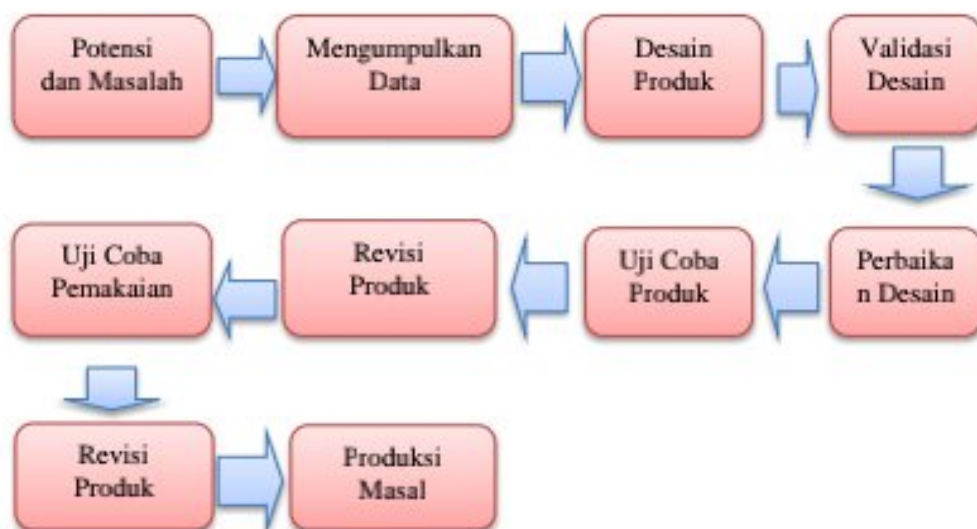 Potensi
dan Masalah
Mengumpulkan
Data
Desain
Produk
Validasi
Desain
Perbaika
n Desain
Uji Coba
Produk
Revisi
Produk
Uji Coba
Pemakaian
Revisi
Produk
Produksi
Masal